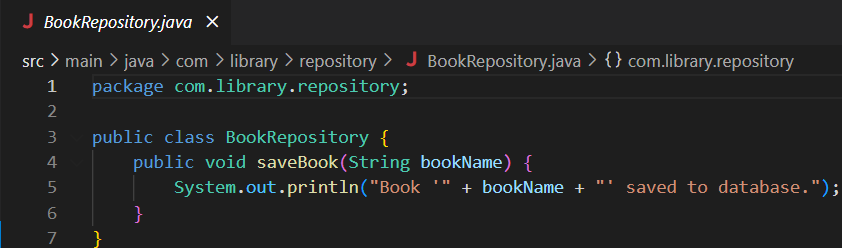 J BookRepository.java ×
src > main > java > com > library > repository > J BookRepository.java > {} com.library.repository
1 package com.library.repository;
2
3 public class BookRepository {
4     public void saveBook(String bookName) {
5         System.out.println("Book '" + bookName + "' saved to database.");
6     }
7 }